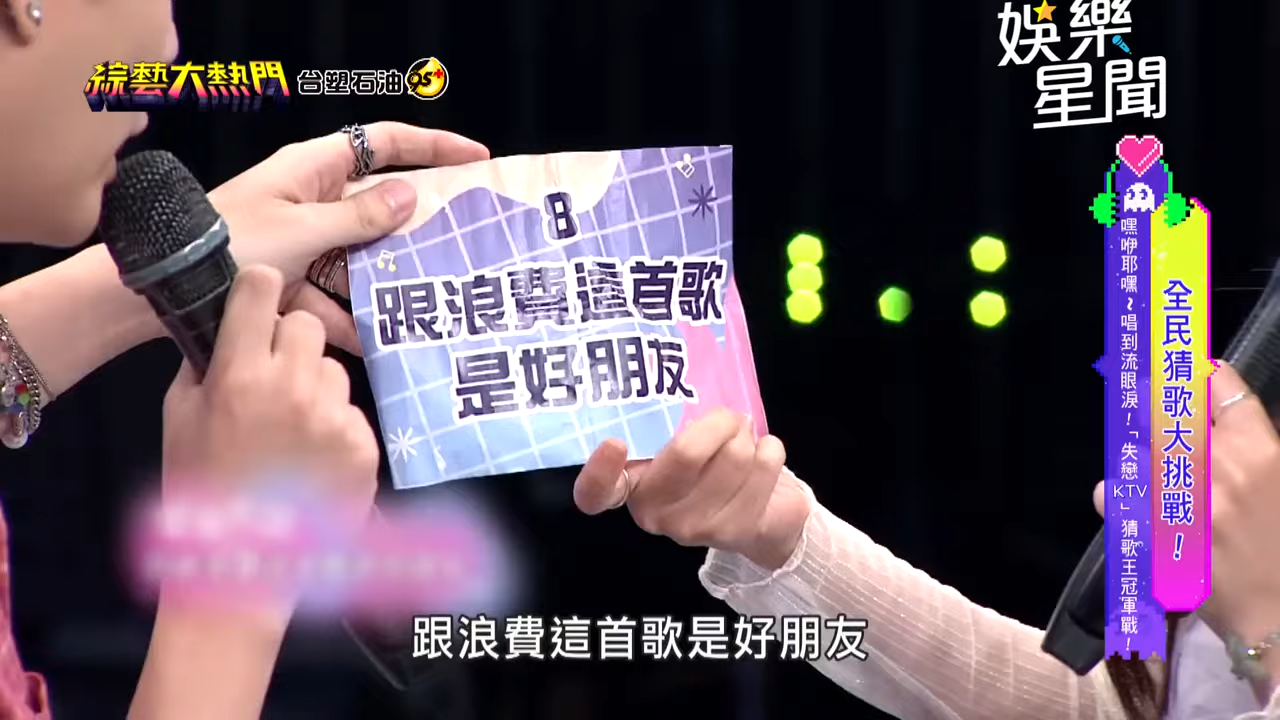 綜藝大熱門 台塑石油 95+
娛樂
星聞
8
跟浪費這首歌
是好朋友
全民猜歌大挑戰！
嘿咿耶嘿~唱到流眼淚！「失戀KTV」猜歌王冠軍戰！
跟浪費這首歌是好朋友